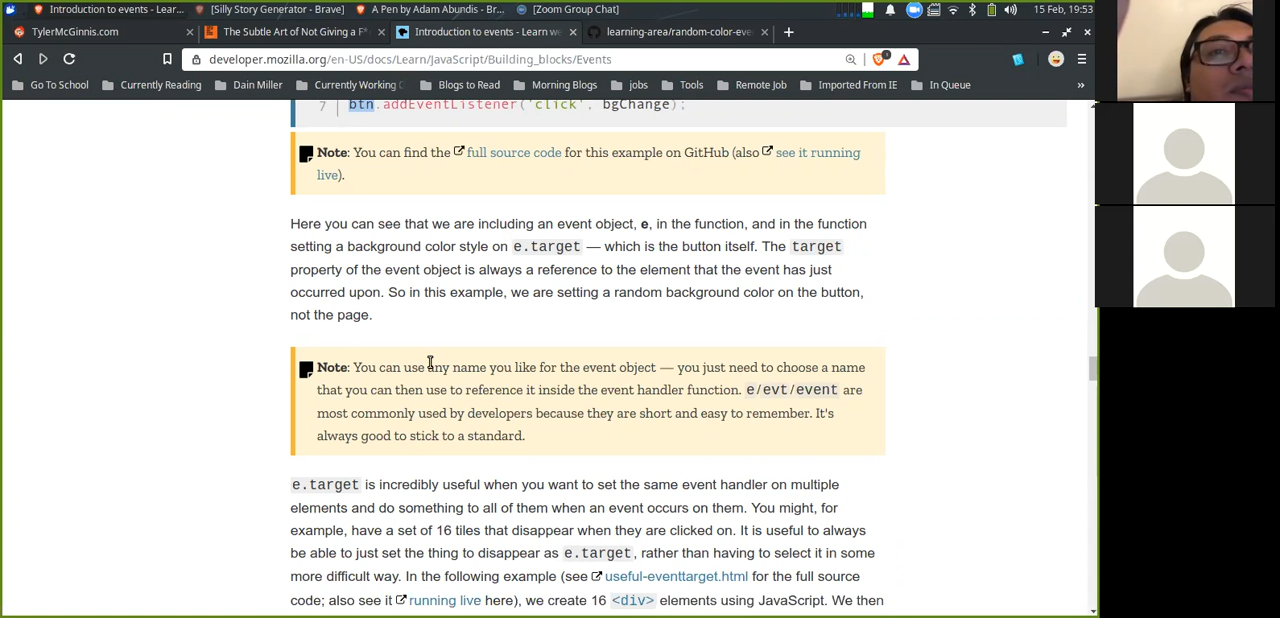 Introduction to events - Lear...
[Silly Story Generator - Brave]
A Pen by Adam Abundis - Br...
[Zoom Group Chat]
15 Feb, 19:53
TylerMcGinnis.com
The Subtle Art of Not Giving a F*
Introduction to events - Learn we
learning-area/random-color-eve
developer.mozilla.org/en-US/docs/Learn/JavaScript/Building_blocks/Events
1
Go To School
Currently Reading
Dain Miller
Currently Working
Blogs to Read
Morning Blogs
jobs
Tools
Remote Job
Imported From IE
In Queue
»
7 btn.addEventListener('click', bgChange);
Note: You can find the full source code for this example on GitHub (also see it running
live).
Here you can see that we are including an event object, e, in the function, and in the function
setting a background color style on e.target — which is the button itself. The target
property of the event object is always a reference to the element that the event has just
occurred upon. So in this example, we are setting a random background color on the button,
not the page.
Note: You can use any name you like for the event object — you just need to choose a name
that you can then use to reference it inside the event handler function. e/evt/event are
most commonly used by developers because they are short and easy to remember. It's
always good to stick to a standard.
e.target is incredibly useful when you want to set the same event handler on multiple
elements and do something to all of them when an event occurs on them. You might, for
example, have a set of 16 tiles that disappear when they are clicked on. It is useful to always
be able to just set the thing to disappear as e.target, rather than having to select it in some
more difficult way. In the following example (see useful-eventtarget.html for the full source
code; also see it running live here), we create 16 <div> elements using JavaScript. We then